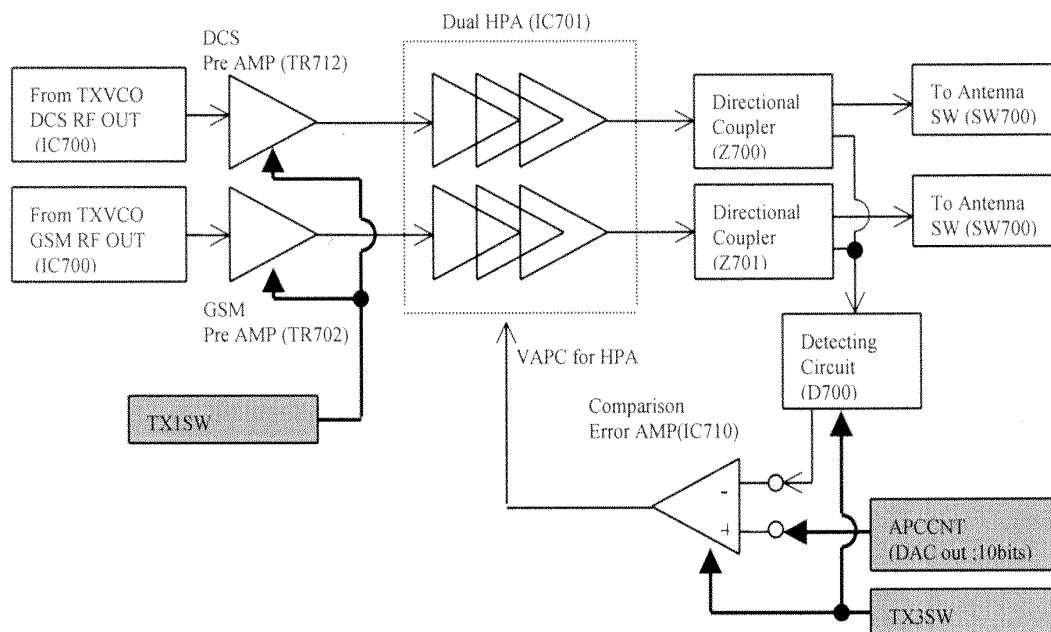 Dual HPA (IC701)
DCS
Pre AMP (TR712)
From TXVCO
DCS RF OUT
(IC700)
Directional
Coupler
(Z700)
To Antenna
SW (SW700)
From TXVCO
GSM RF OUT
(IC700)
Directional
Coupler
(Z701)
To Antenna
SW (SW700)
GSM
Pre AMP (TR702)
VAPC for HPA
Detecting
Circuit
(D700)
TX1SW
Comparison
Error AMP(IC710)
-
+
APCCNT
(DAC out ;10bits)
TX3SW